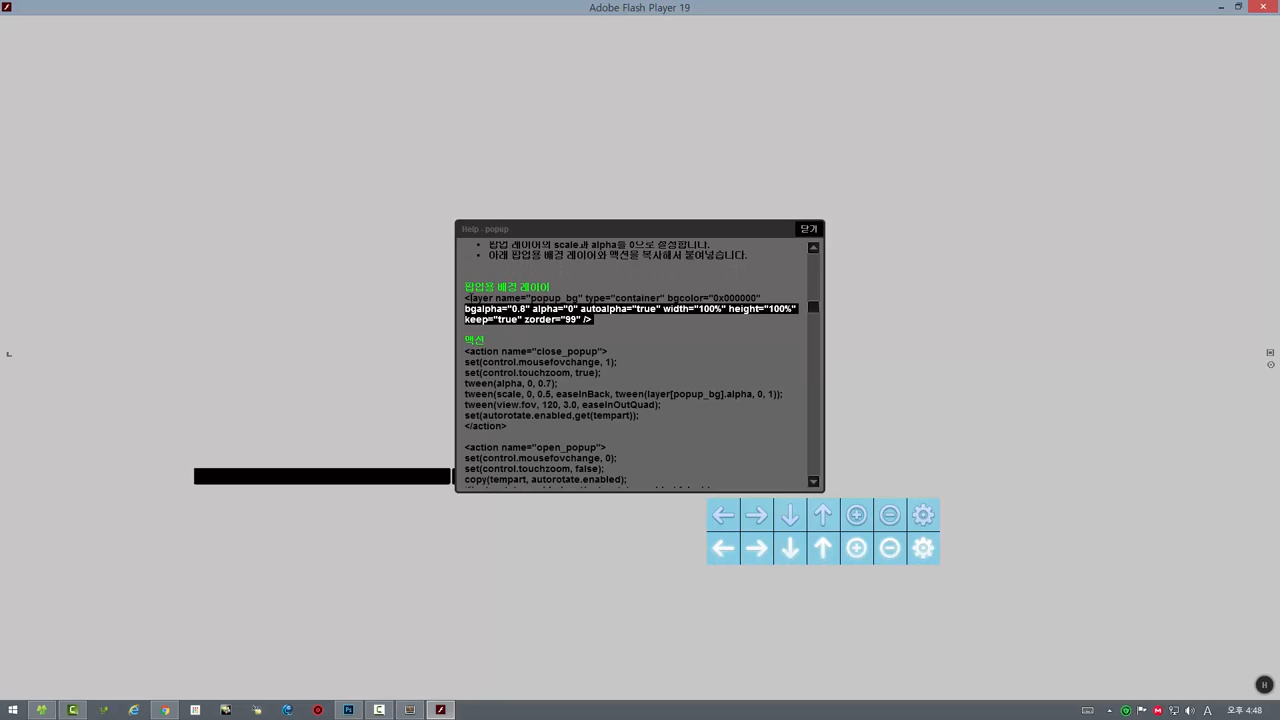 Adobe Flash Player 19
Help - popup
닫기
• 팝업 레이어의 scale과 alpha를 0으로 설정합니다.
• 아래 팝업용 배경 레이어와 액션을 복사해서 붙여넣습니다.
팝업용 배경 레이어
<layer name="popup_bg" type="container" bgcolor="0x000000"
bgalpha="0.8" alpha="0" autoalpha="true" width="100%" height="100%"
keep="true" zorder="99" />
액션
<action name="close_popup">
set(control.mousefovchange, 1);
set(control.touchzoom, true);
tween(alpha, 0, 0.7);
tween(scale, 0, 0.5, easeInBack, tween(layer[popup_bg].alpha, 0, 1));
tween(view.fov, 120, 3.0, easeInOutQuad);
set(autorotate.enabled,get(tempart));
</action>
<action name="open_popup">
set(control.mousefovchange, 0);
set(control.touchzoom, false);
copy(tempart, autorotate.enabled);
H
A
오후 4:48